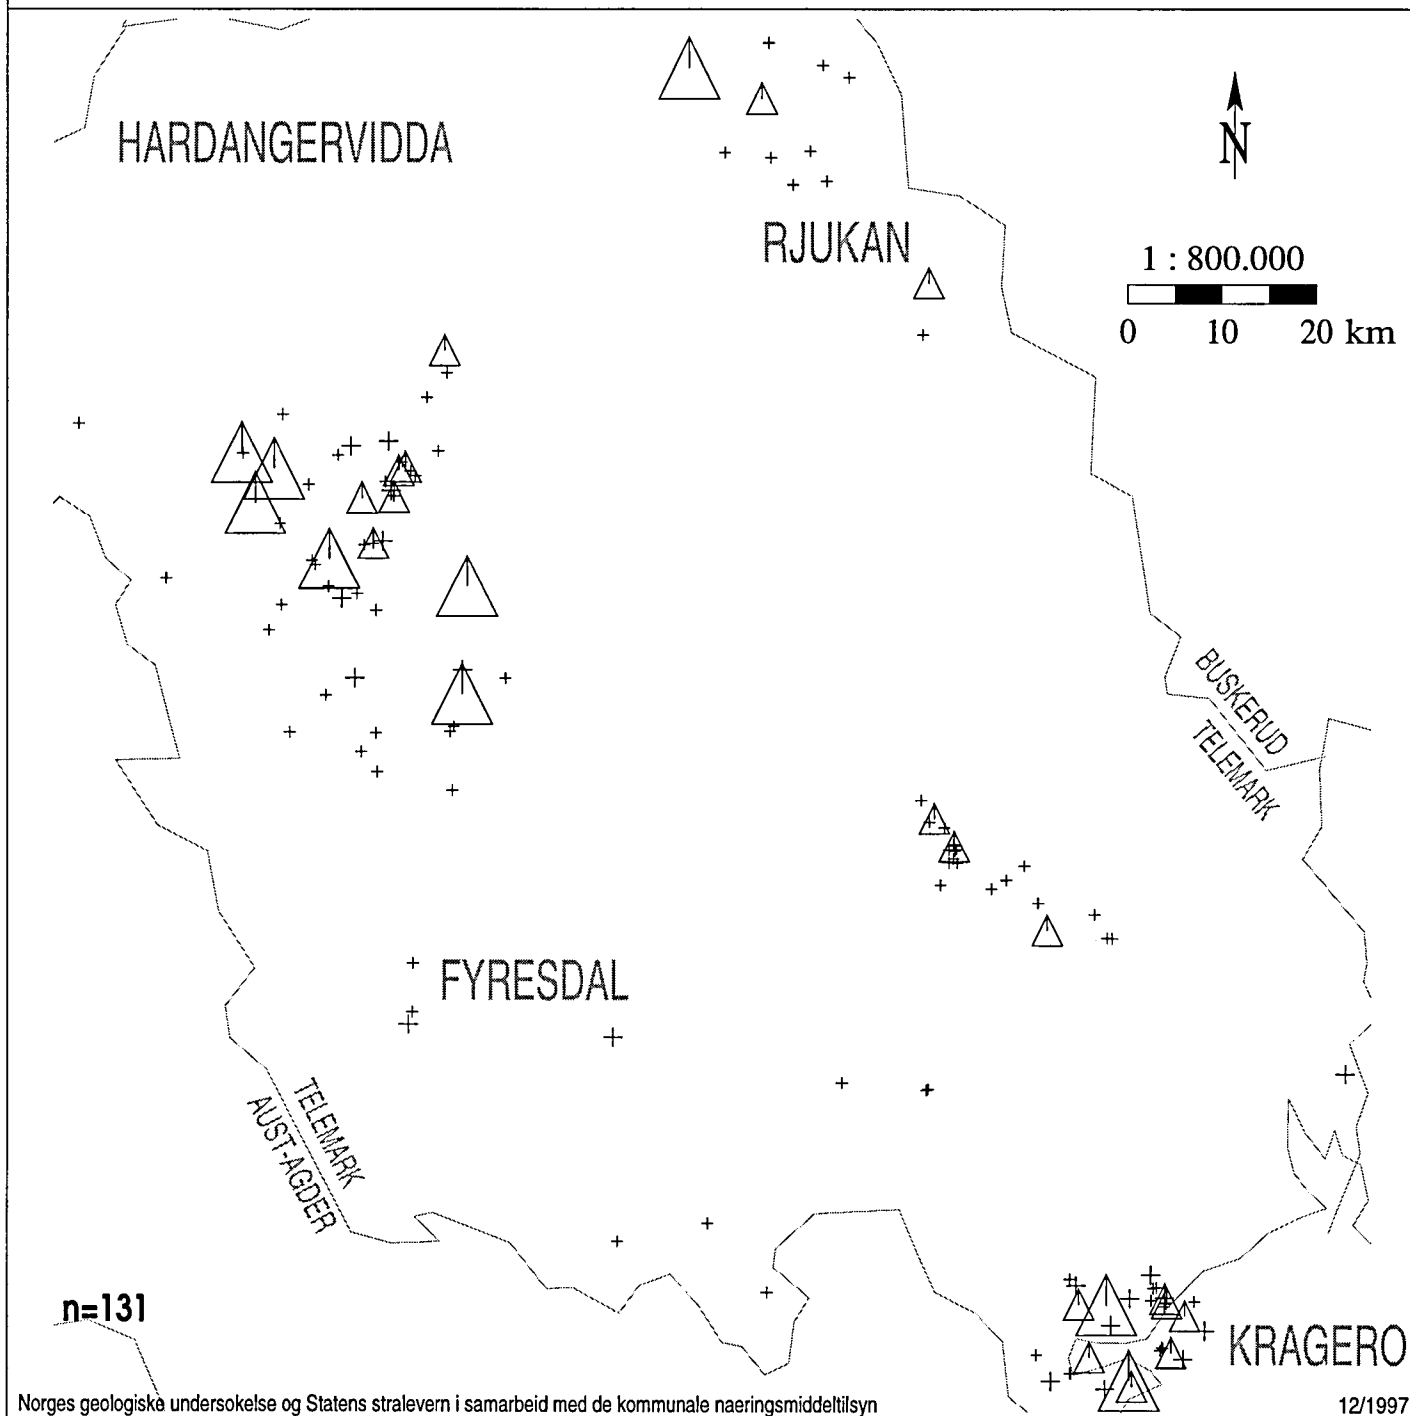 HARDANGERVIDDA
N
RJUKAN
1 : 800.000
0 10 20 km
BUSKERUD
TELEMARK
FYRESDAL
TELEMARK
AUST-AGDER
n=131
KRAGERO
Norges geologiske undersokelse og Statens stralevern i samarbeid med de kommunale naeringsmiddeltilsyn
12/1997